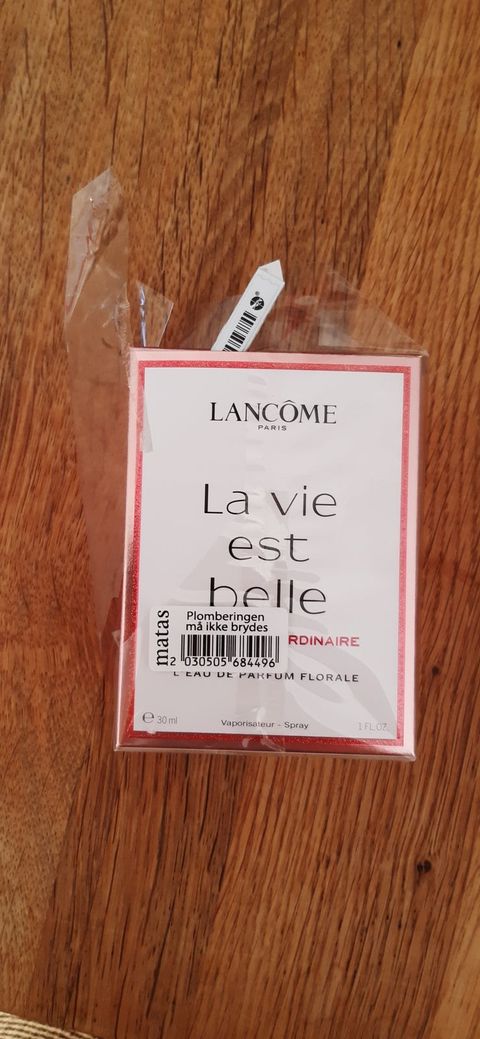 LANCÔME
PARIS
La vie
est
belle
RDINAIRE
matas
Plomberingen
må ikke brydes
2 030505 684496
L'EAU DE PARFUM FLORALE
℮ 30 ml
Vaporisateur - Spray
1 FL.OZ.